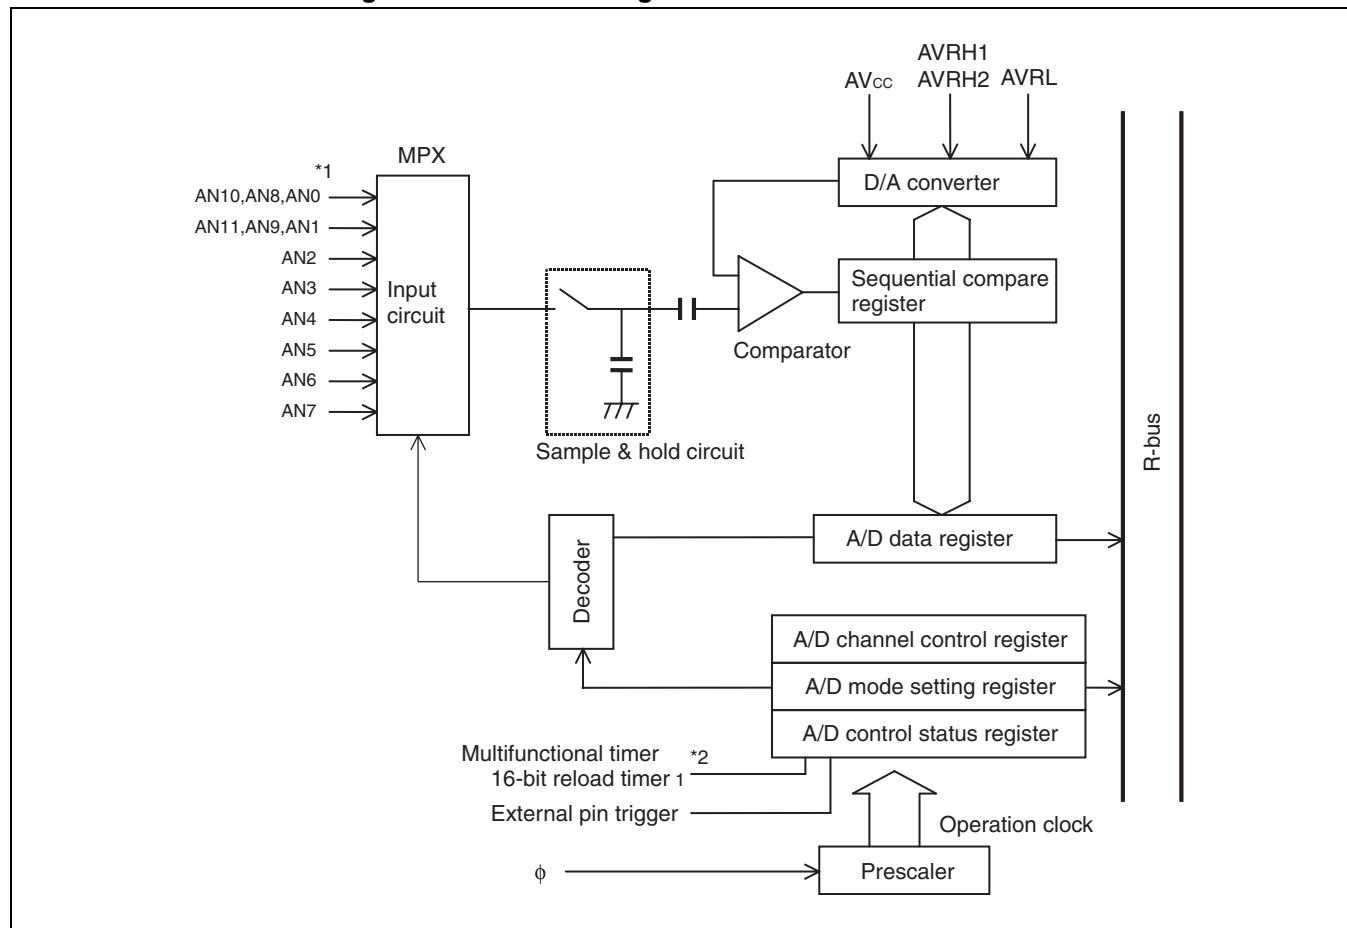 AVRH1
AVcc AVRH2 AVRL
MPX
*1
D/A converter
AN10,AN8,AN0
AN11,AN9,AN1
AN2
AN3
AN4
AN5
AN6
AN7
Input
circuit
Sequential compare
register
Comparator
Sample & hold circuit
R-bus
Decoder
A/D data register
A/D channel control register
A/D mode setting register
A/D control status register
Multifunctional timer *2
16-bit reload timer 1
External pin trigger
Operation clock
ϕ
Prescaler